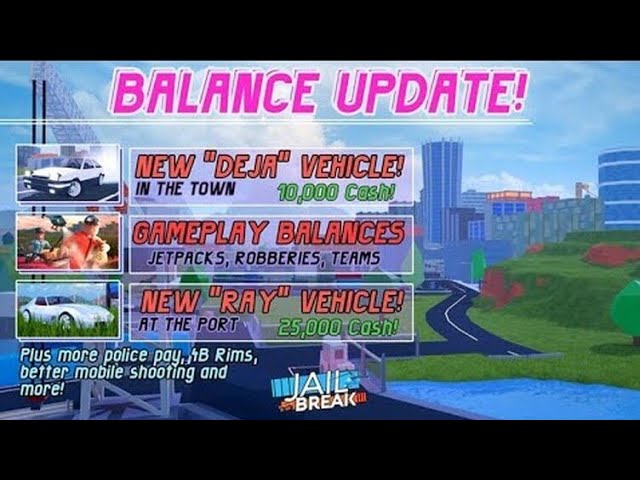 BALANCE UPDATE!
NEW "DEJA" VEHICLE!
IN THE TOWN 10,000 Cash!
GAMEPLAY BALANCES
JETPACKS, ROBBERIES, TEAMS
NEW "RAY" VEHICLE!
AT THE PORT 25,000 Cash!
Plus more police pay, 4B Rims,
better mobile shooting and
more!
JAIL
BREAK